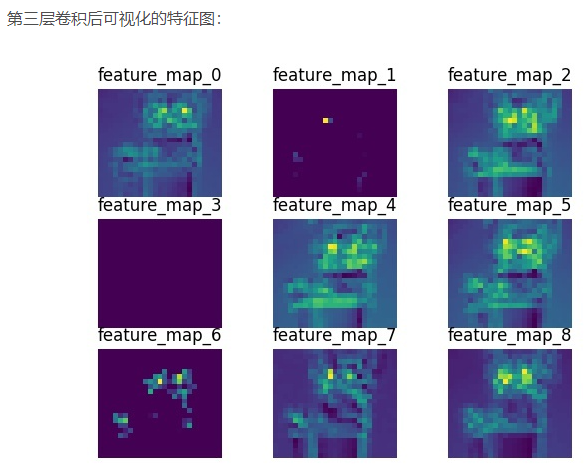 第三层卷积后可视化的特征图：
feature_map_0 feature_map_1 feature_map_2
feature_map_3 feature_map_4 feature_map_5
feature_map_6 feature_map_7 feature_map_8